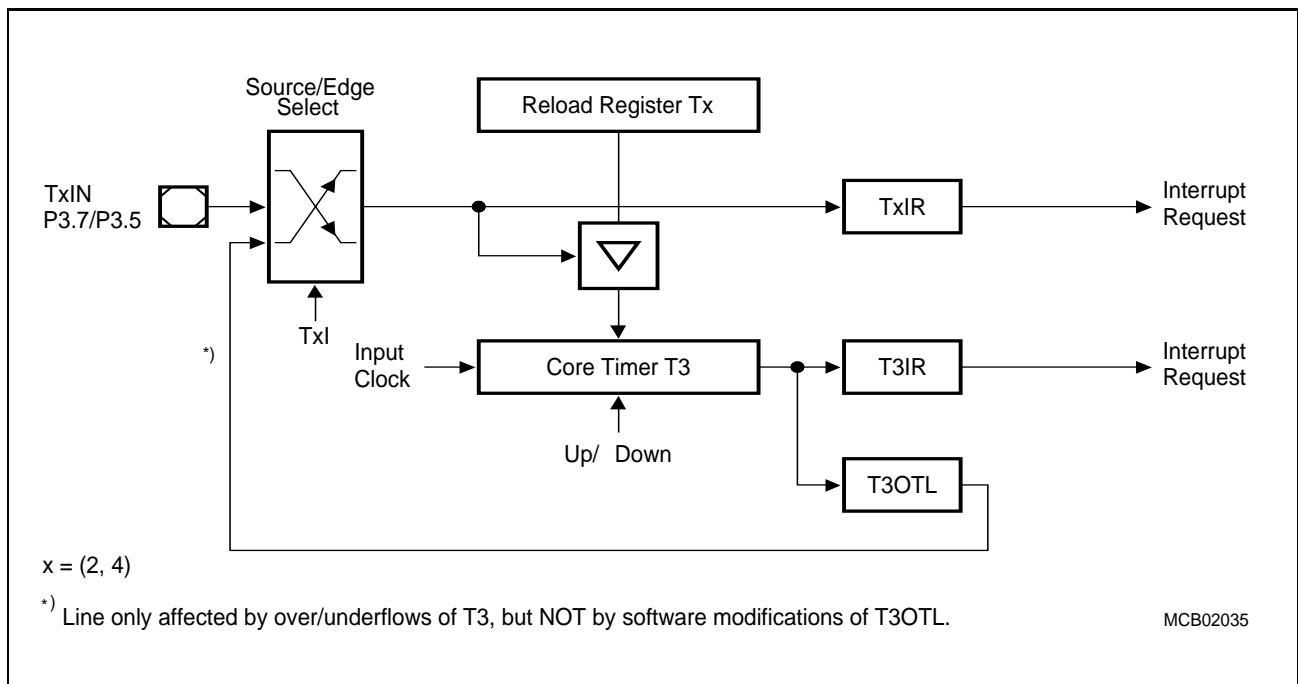 Source/Edge
Select
Reload Register Tx
TxIN
P3.7/P3.5
TxIR
Interrupt
Request
TxI
*)
Input
Clock
Core Timer T3
T3IR
Interrupt
Request
Up/ Down
T3OTL
x = (2, 4)
*) Line only affected by over/underflows of T3, but NOT by software modifications of T3OTL.
MCB02035